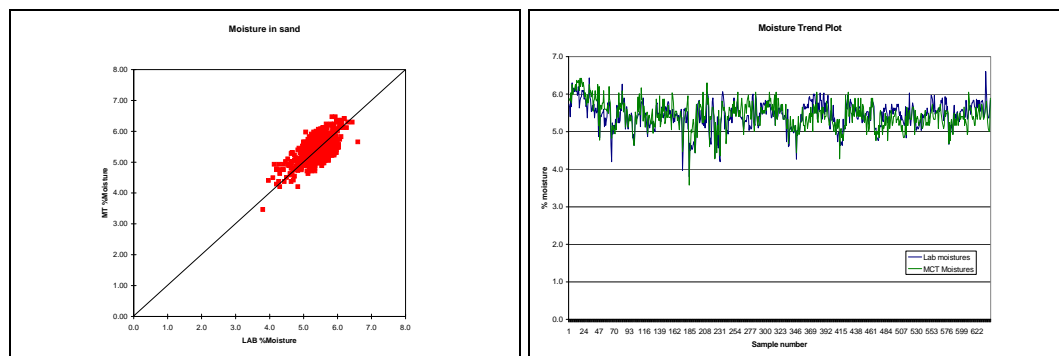 Moisture in sand
8.00
7.00
6.00
5.00
4.00
3.00
2.00
1.00
0.00
MT %Moisture
0.0 1.0 2.0 3.0 4.0 5.0 6.0 7.0 8.0
LAB %Moisture
Moisture Trend Plot
7.0
6.0
5.0
4.0
3.0
2.0
1.0
0.0
% moisture
Lab moistures
MCT Moistures
1 24 47 70 93 116 139 162 185 208 231 254 277 300 323 346 369 392 415 438 461 484 507 530 553 576 599 622
Sample number